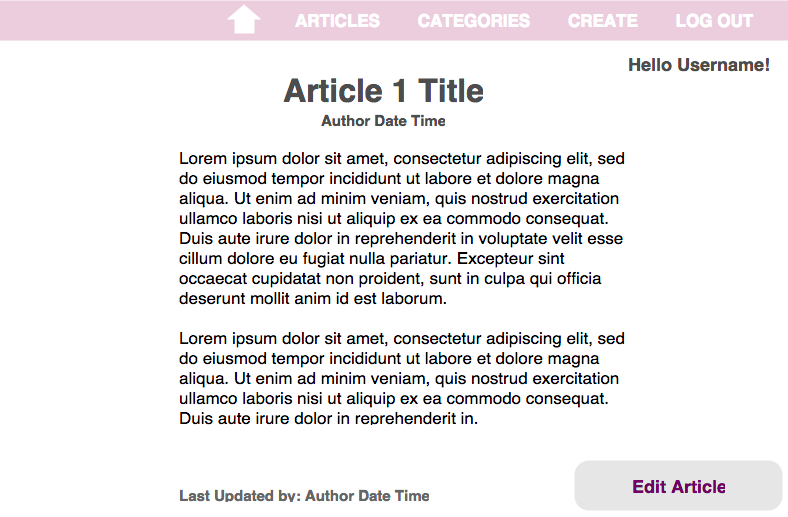 ARTICLES CATEGORIES CREATE LOG OUT
Hello Username!
Article 1 Title
Author Date Time
Lorem ipsum dolor sit amet, consectetur adipiscing elit, sed
do eiusmod tempor incididunt ut labore et dolore magna
aliqua. Ut enim ad minim veniam, quis nostrud exercitation
ullamco laboris nisi ut aliquip ex ea commodo consequat.
Duis aute irure dolor in reprehenderit in voluptate velit esse
cillum dolore eu fugiat nulla pariatur. Excepteur sint
occaecat cupidatat non proident, sunt in culpa qui officia
deserunt mollit anim id est laborum.
Lorem ipsum dolor sit amet, consectetur adipiscing elit, sed
do eiusmod tempor incididunt ut labore et dolore magna
aliqua. Ut enim ad minim veniam, quis nostrud exercitation
ullamco laboris nisi ut aliquip ex ea commodo consequat.
Duis aute irure dolor in reprehenderit in.
Last Updated by: Author Date Time
Edit Article